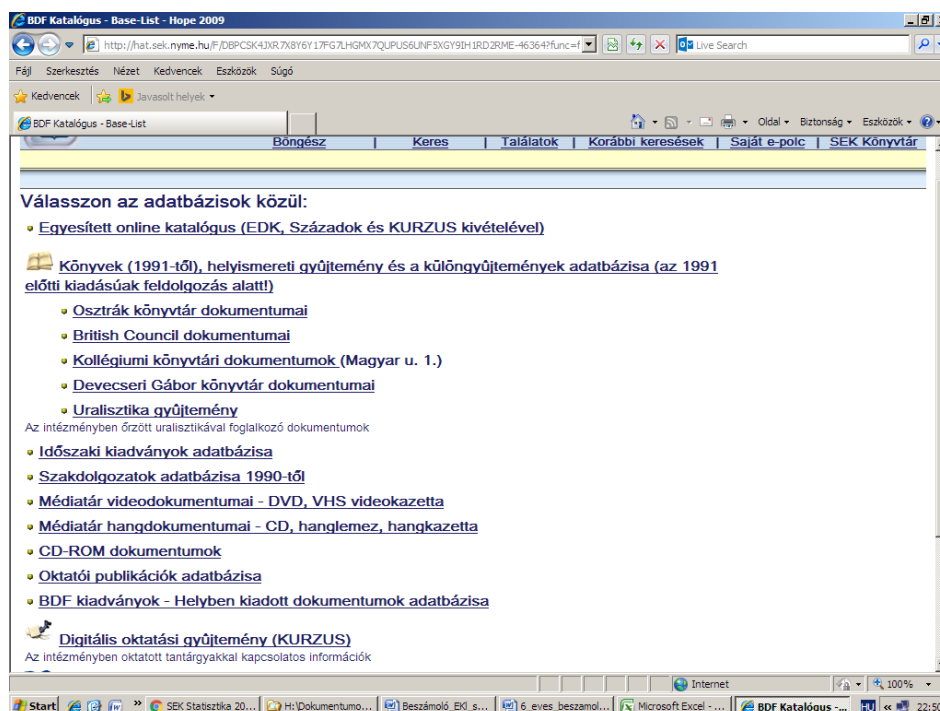 BDF Katalógus - Base-List - Hope 2009
http://hat.sek.nyme.hu/F/DBPCSK4JXR7X8Y6Y17FG7LHGMX7QUPUS6UNF5XGY9IH1RD2RME-46364?func=f
Live Search
Fájl Szerkesztés Nézet Kedvencek Eszközök Súgó
Kedvencek Javasolt helyek
BDF Katalógus - Base-List
Oldal Biztonság Eszközök
Böngész | Keres | Találatok | Korábbi keresések | Saját e-polc | SEK Könyvtár
Válasszon az adatbázisok közül:
Egyesített online katalógus (EDK, Századok és KURZUS kivételével)
Könyvek (1991-től), helyismereti gyûjtemény és a különgyûjtemények adatbázisa (az 1991
előtti kiadásúak feldolgozás alatt!)
Osztrák könyvtár dokumentumai
British Council dokumentumai
Kollégiumi könyvtári dokumentumok (Magyar u. 1.)
Devecseri Gábor könyvtár dokumentumai
Uralisztika gyûjtemény
Az intézményben őrzött uralisztikával foglalkozó dokumentumok
Időszaki kiadványok adatbázisa
Szakdolgozatok adatbázisa 1990-től
Médiatár videodokumentumai - DVD, VHS videokazetta
Médiatár hangdokumentumai - CD, hanglemez, hangkazetta
CD-ROM dokumentumok
Oktatói publikációk adatbázisa
BDF kiadványok - Helyben kiadott dokumentumok adatbázisa
Digitális oktatási gyûjtemény (KURZUS)
Az intézményben oktatott tantárgyakkal kapcsolatos információk
Internet 100%
Start » SEK Statisztika 20... H:\Dokumentumo... Beszámoló_EKI_s... 6_eves_beszamol... Microsoft Excel - ... BDF Katalógus -... HU « 22:50